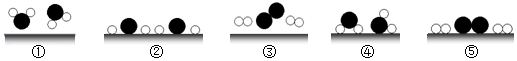 ① ② ③ ④ ⑤